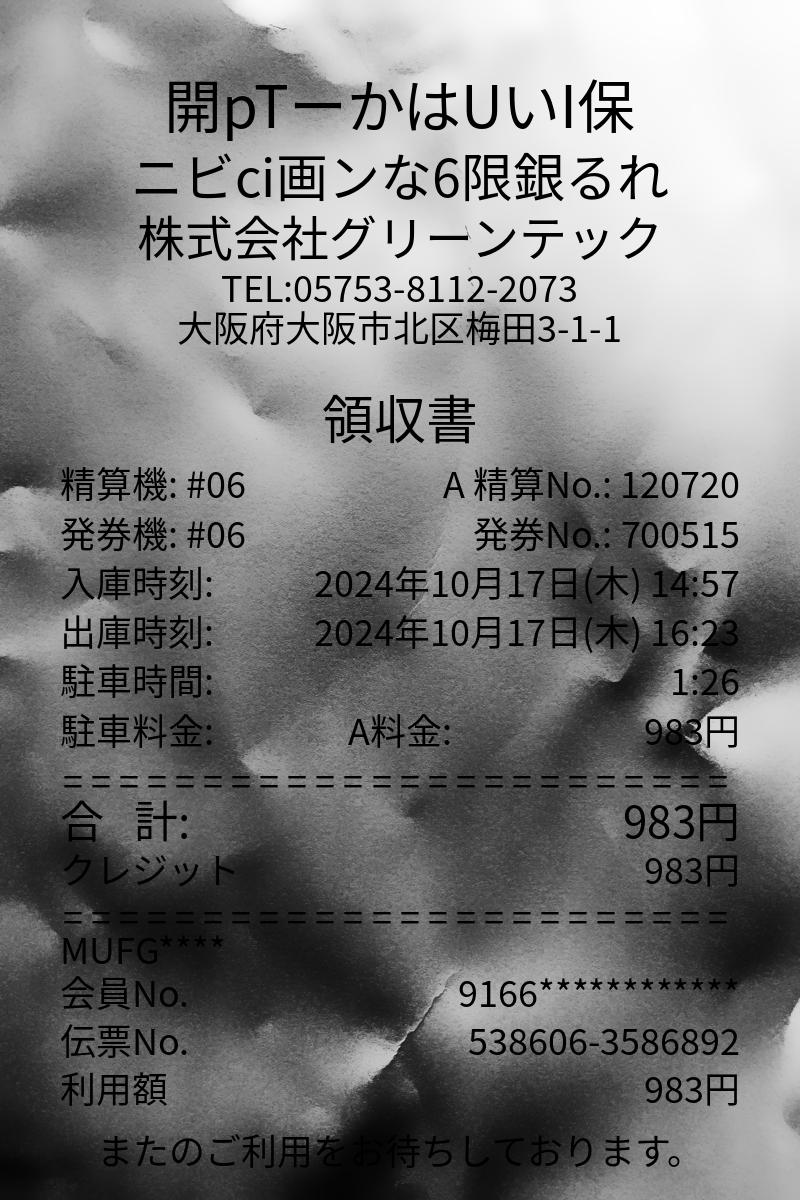 開pTーかはUいI保
ニビci画ンな6限銀るれ
株式会社グリーンテック
TEL:05753-8112-2073
大阪府大阪市北区梅田3-1-1
領収書
精算機: #06 A 精算No.: 120720
発券機: #06 発券No.: 700515
入庫時刻: 2024年10月17日(木) 14:57
出庫時刻: 2024年10月17日(木) 16:23
駐車時間: 1:26
駐車料金: A料金: 983円
========================
合 計: 983円
クレジット 983円
========================
MUFG****
会員No. 9166************
伝票No. 538606-3586892
利用額 983円
またのご利用をお待ちしております。